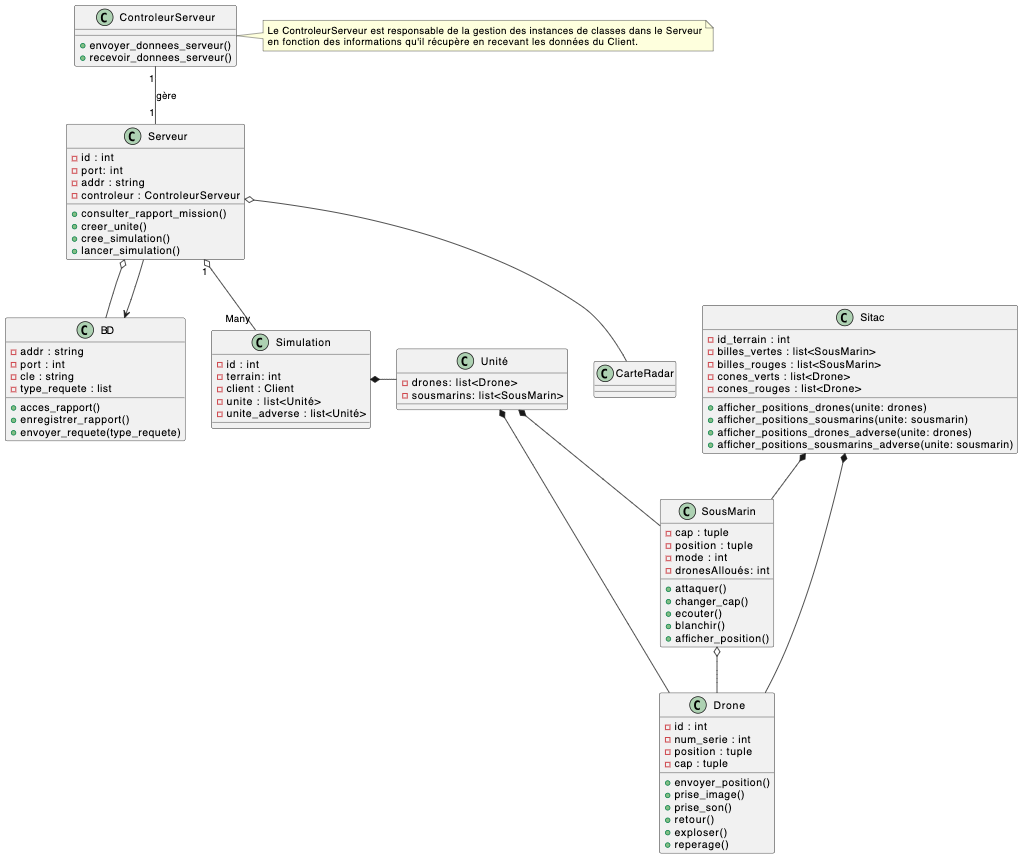 C ControleurServeur
envoyer_donnees_serveur()
recevoir_donnees_serveur()
Le ControleurServeur est responsable de la gestion des instances de classes dans le Serveur
en fonction des informations qu'il récupère en recevant les données du Client.
1
gère
1
C Serveur
id : int
port: int
addr : string
controleur : ControleurServeur
consulter_rapport_mission()
creer_unite()
cree_simulation()
lancer_simulation()
1
Many
C BD
addr : string
port : int
cle : string
type_requete : list
acces_rapport()
enregistrer_rapport()
envoyer_requete(type_requete)
C Simulation
id : int
terrain: int
client : Client
unite : list<Unité>
unite_adverse : list<Unité>
C Unité
drones: list<Drone>
sousmarins: list<SousMarin>
C CarteRadar
C Sitac
id_terrain : int
billes_vertes : list<SousMarin>
billes_rouges : list<SousMarin>
cones_verts : list<Drone>
cones_rouges : list<Drone>
afficher_positions_drones(unite: drones)
afficher_positions_sousmarins(unite: sousmarin)
afficher_positions_drones_adverse(unite: drones)
afficher_positions_sousmarins_adverse(unite: sousmarin)
C SousMarin
cap : tuple
position : tuple
mode : int
dronesAlloués: int
attaquer()
changer_cap()
ecouter()
blanchir()
afficher_position()
C Drone
id : int
num_serie : int
position : tuple
cap : tuple
envoyer_position()
prise_image()
prise_son()
retour()
exploser()
reperage()